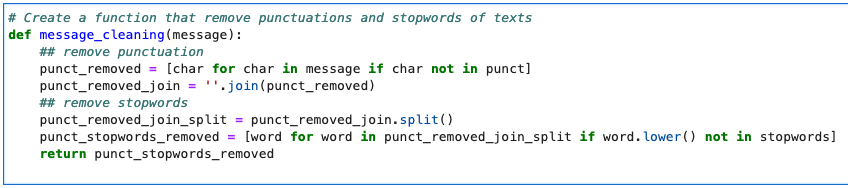 # Create a function that remove punctuations and stopwords of texts
def message_cleaning(message):
    ## remove punctuation
    punct_removed = [char for char in message if char not in punct]
    punct_removed_join = ''.join(punct_removed)
    ## remove stopwords
    punct_removed_join_split = punct_removed_join.split()
    punct_stopwords_removed = [word for word in punct_removed_join_split if word.lower() not in stopwords]
    return punct_stopwords_removed